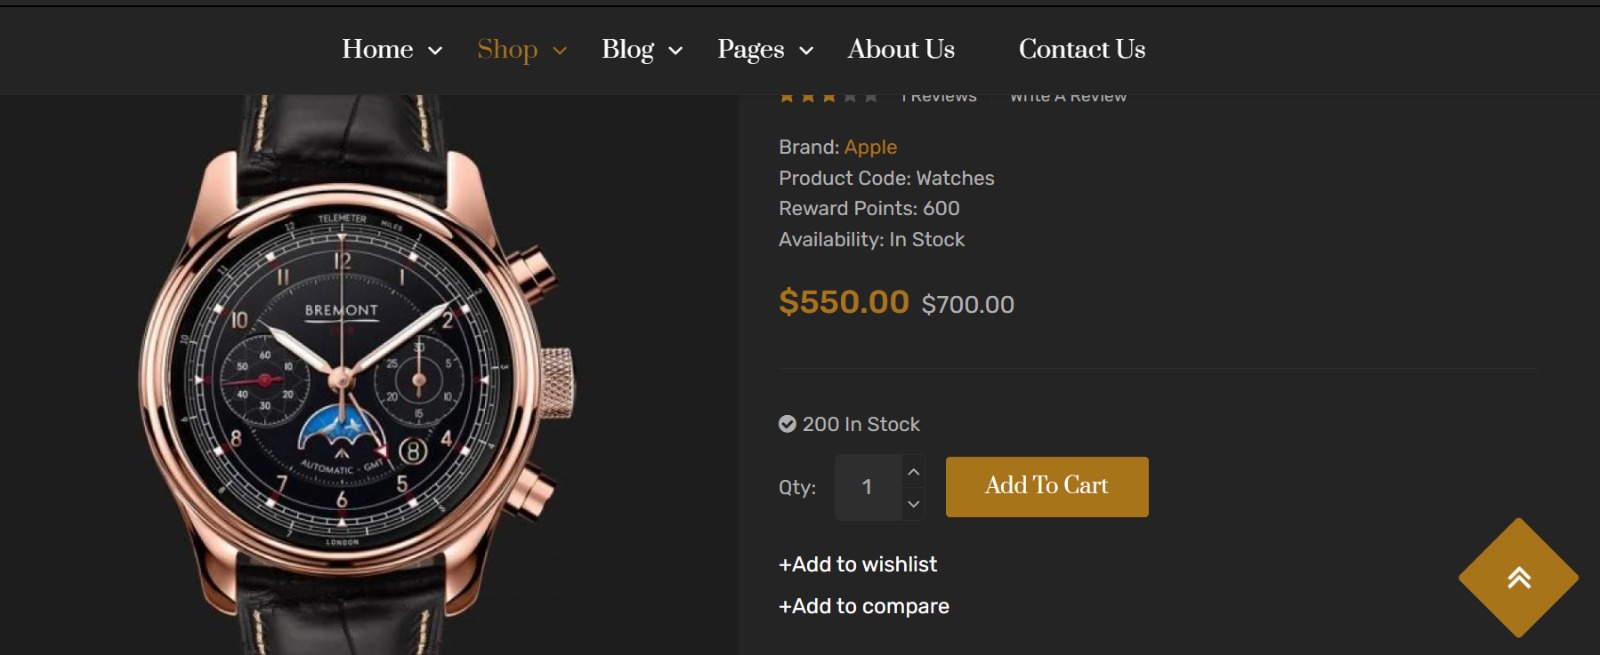 Home Shop Blog Pages About Us Contact Us
1 Reviews Write A Review
Brand: Apple
Product Code: Watches
Reward Points: 600
Availability: In Stock
$550.00 $700.00
200 In Stock
Qty: 1 Add To Cart
+Add to wishlist
+Add to compare
TELEMETER
MILES
12
11 1
BREMONT
10 2
60
50 10
40 20
30
30
25 5
20 10
15
8 8 4
AUTOMATIC - GMT
7 5
6
LONDON